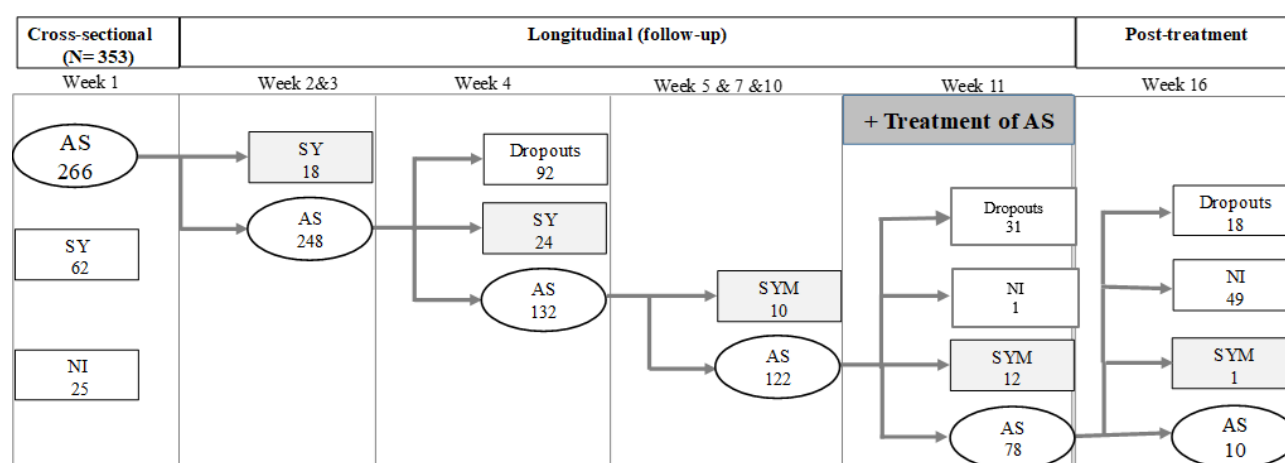 Cross-sectional
(N= 353)
Longitudinal (follow-up)
Post-treatment
Week 1
Week 2&3
Week 4
Week 5 & 7 &10
Week 11
Week 16
+ Treatment of AS
AS
266
SY
62
NI
25
SY
18
AS
248
Dropouts
92
SY
24
AS
132
SYM
10
AS
122
Dropouts
31
NI
1
SYM
12
AS
78
Dropouts
18
NI
49
SYM
1
AS
10